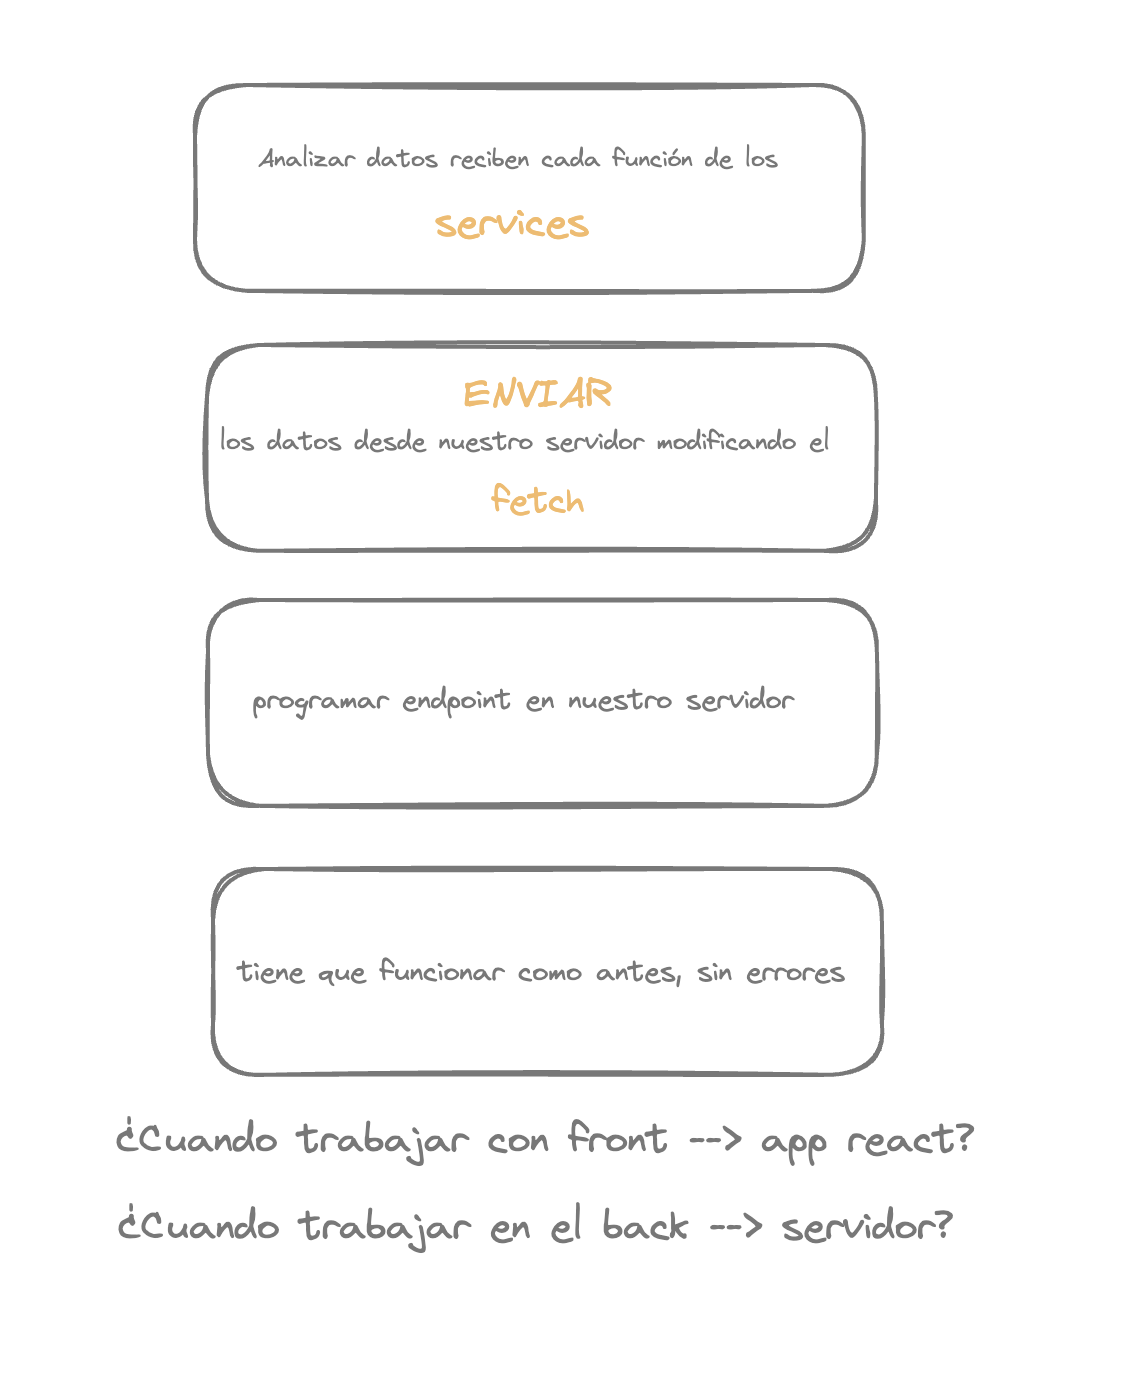 Analizar datos reciben cada función de los
services
ENVIAR
los datos desde nuestro servidor modificando el
fetch
programar endpoint en nuestro servidor
tiene que funcionar como antes, sin errores
¿Cuando trabajar con front --> app react?
¿Cuando trabajar en el back --> servidor?